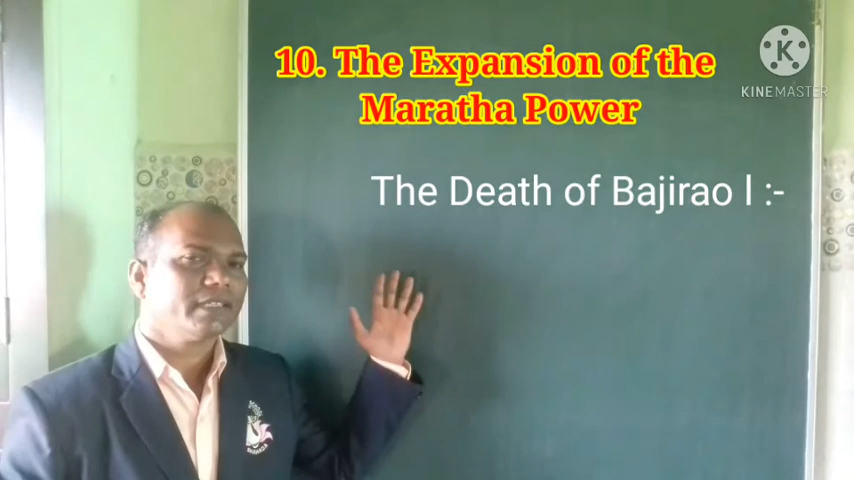 10. The Expansion of the
Maratha Power
K
KINEMASTER
The Death of Bajirao l :-